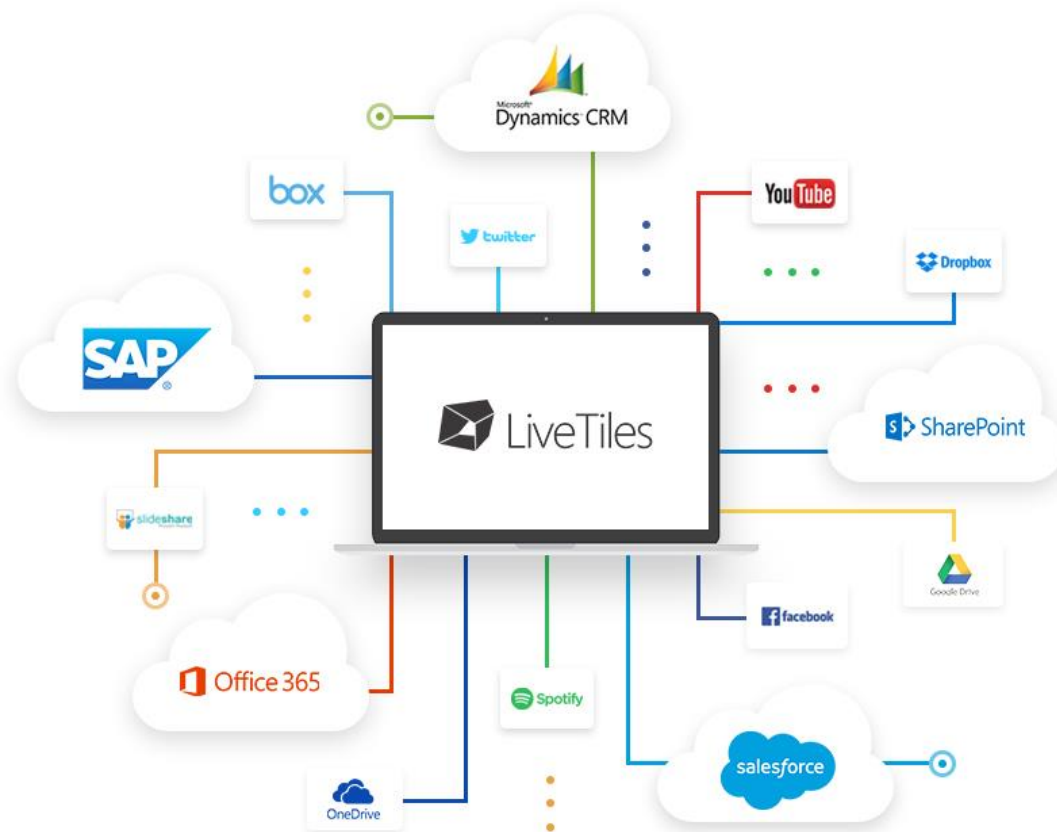 Microsoft®
Dynamics CRM
box
YouTube
twitter
Dropbox
SAP®
LiveTiles
SharePoint
slideshare
Google Drive
facebook
Office 365
Spotify
salesforce
OneDrive